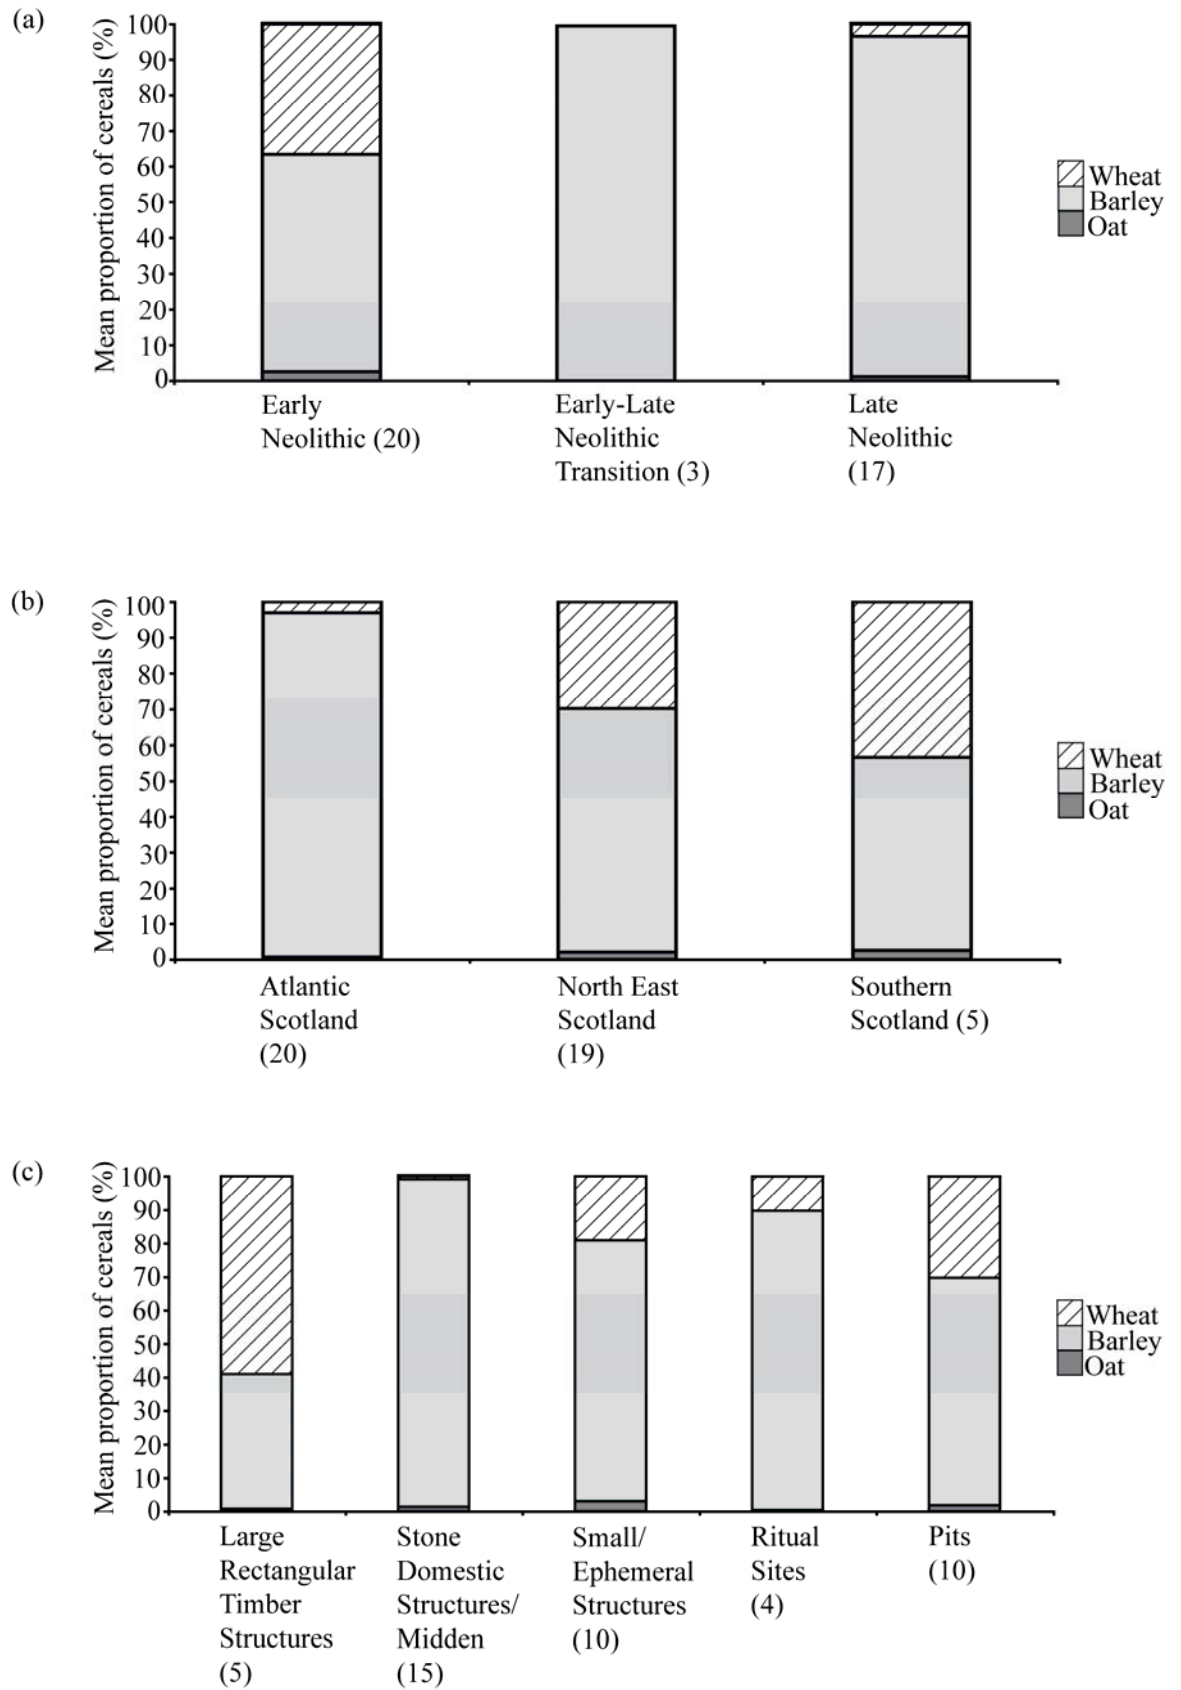 (a)
Mean proportion of cereals (%)
100
90
80
70
60
50
40
30
20
10
0
Early
Neolithic (20)
Early-Late
Neolithic
Transition (3)
Late
Neolithic
(17)
Wheat
Barley
Oat
(b)
Mean proportion of cereals (%)
100
90
80
70
60
50
40
30
20
10
0
Atlantic
Scotland
(20)
North East
Scotland
(19)
Southern
Scotland (5)
Wheat
Barley
Oat
(c)
Mean proportion of cereals (%)
100
90
80
70
60
50
40
30
20
10
0
Large
Rectangular
Timber
Structures
(5)
Stone
Domestic
Structures/
Midden
(15)
Small/
Ephemeral
Structures
(10)
Ritual
Sites
(4)
Pits
(10)
Wheat
Barley
Oat